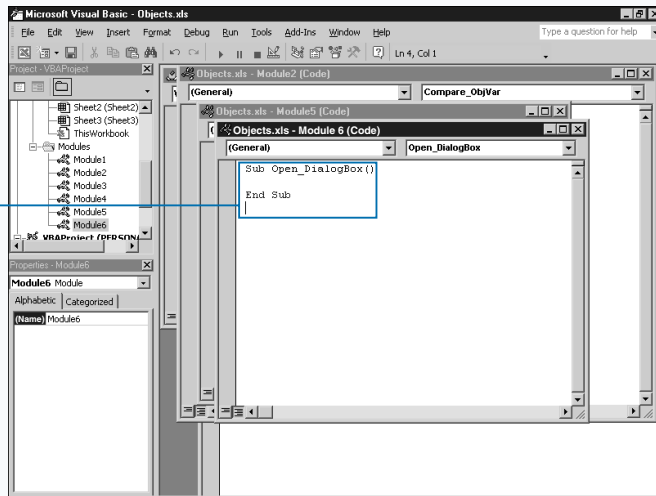 Microsoft Visual Basic - Objects.xls
File Edit View Insert Format Debug Run Tools Add-Ins Window Help
Type a question for help
Ln 4, Col 1
Project - VBAProject
Sheet2 (Sheet2)
Sheet3 (Sheet3)
ThisWorkbook
Modules
Module1
Module2
Module3
Module4
Module5
Module6
VBAProject (PERSON
Properties - Module6
Module6 Module
Alphabetic Categorized
(Name) Module6
Objects.xls - Module2 (Code)
(General) Compare_ObjVar
Objects.xls - Module5 (Code)
Objects.xls - Module 6 (Code)
(General) Open_DialogBox
Sub Open_DialogBox()
End Sub